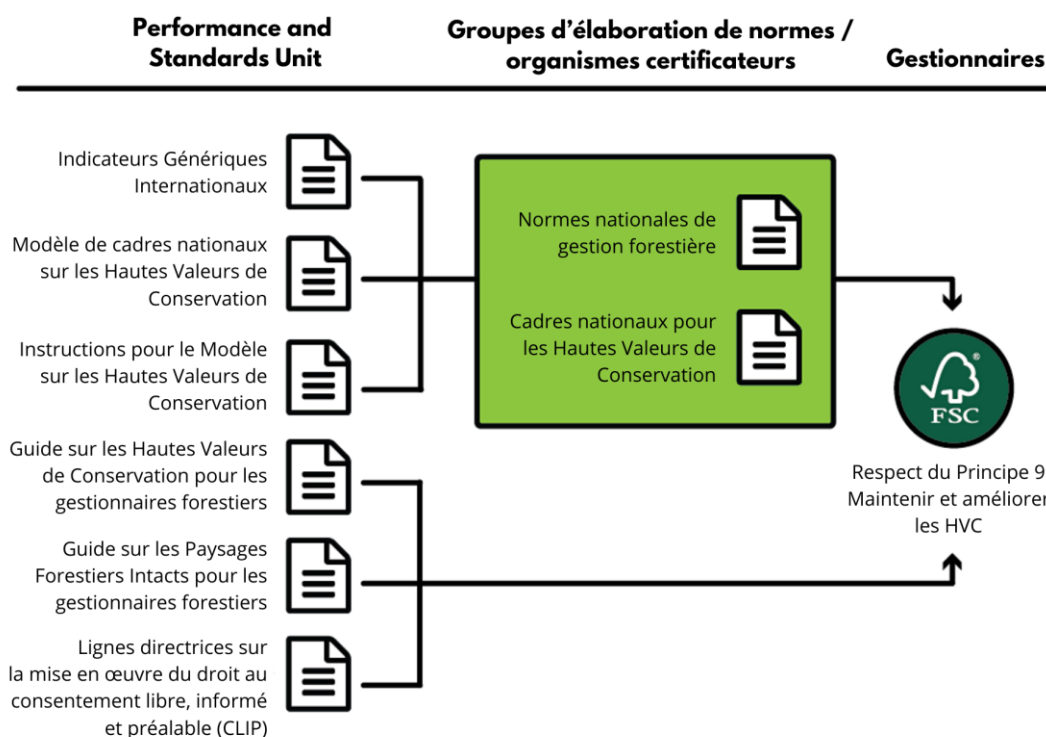 Performance and
Standards Unit
Groupes d'élaboration de normes /
organismes certificateurs
Gestionnaires
Indicateurs Génériques
Internationaux
Modèle de cadres nationaux
sur les Hautes Valeurs de
Conservation
Instructions pour le Modèle
sur les Hautes Valeurs de
Conservation
Guide sur les Hautes Valeurs
de Conservation pour les
gestionnaires forestiers
Guide sur les Paysages
Forestiers Intacts pour les
gestionnaires forestiers
Lignes directrices sur
la mise en œuvre du droit au
consentement libre, informé
et préalable (CLIP)
Normes nationales de
gestion forestière
Cadres nationaux pour
les Hautes Valeurs de
Conservation
®
FSC
Respect du Principe 9
Maintenir et améliorer
les HVC